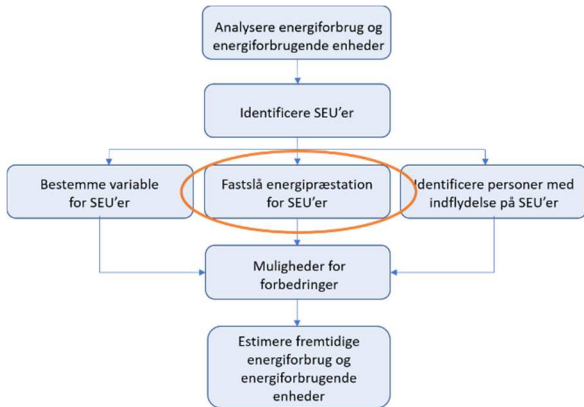 Analysere energiforbrug og
energiforbrugende enheder
Identificere SEU'er
Bestemme variable
for SEU'er
Fastslå energipræstation
for SEU'er
Identificere personer med
indflydelse på SEU'er
Muligheder for
forbedringer
Estimere fremtidige
energiforbrug og
energiforbrugende
enheder